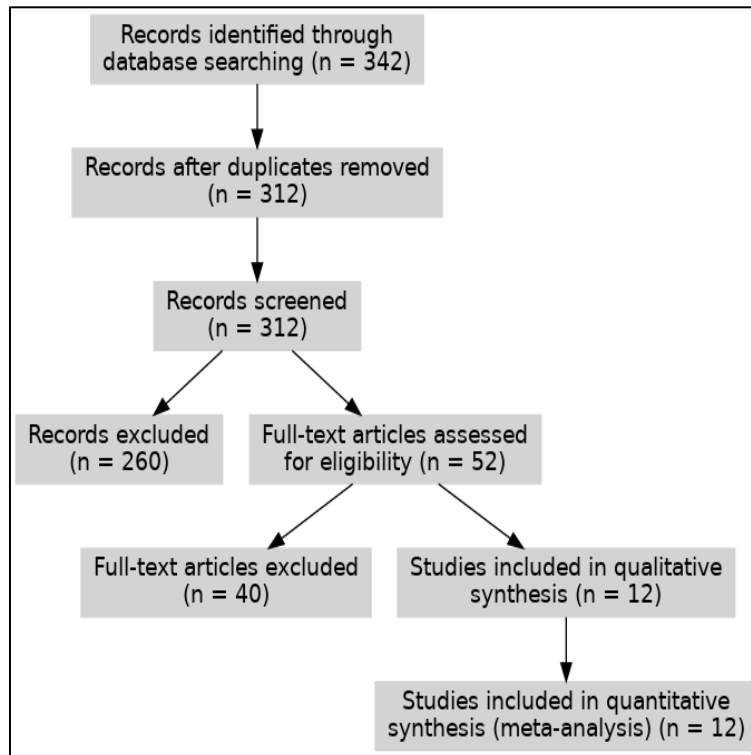 Records identified through
database searching (n = 342)
Records after duplicates removed
(n = 312)
Records screened
(n = 312)
Records excluded
(n = 260)
Full-text articles assessed
for eligibility (n = 52)
Full-text articles excluded
(n = 40)
Studies included in qualitative
synthesis (n = 12)
Studies included in quantitative
synthesis (meta-analysis) (n = 12)